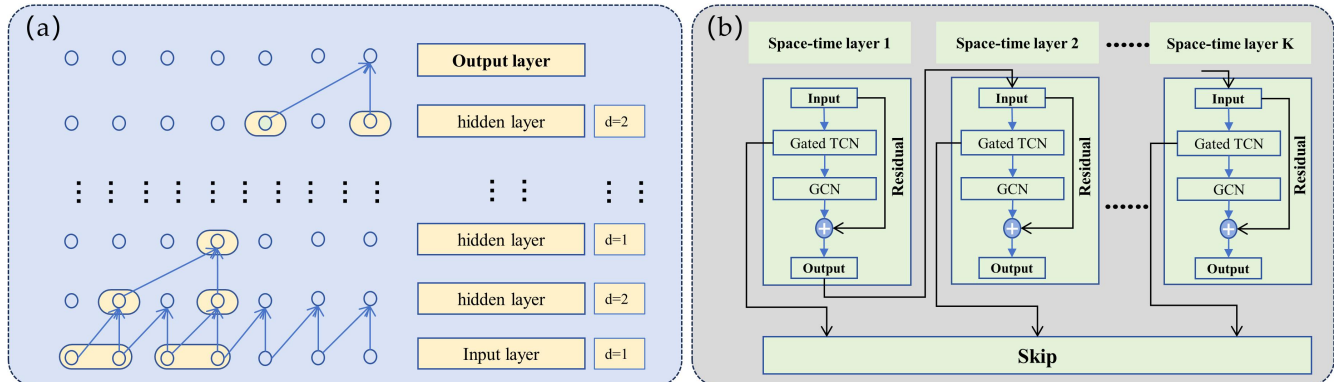 (a)
Output layer
hidden layer d=2
hidden layer d=1
hidden layer d=2
Input layer d=1
(b)
Space-time layer 1
Space-time layer 2
Space-time layer K
Input
Gated TCN
GCN
Output
Residual
Input
Gated TCN
GCN
Output
Residual
Input
Gated TCN
GCN
Output
Residual
Skip